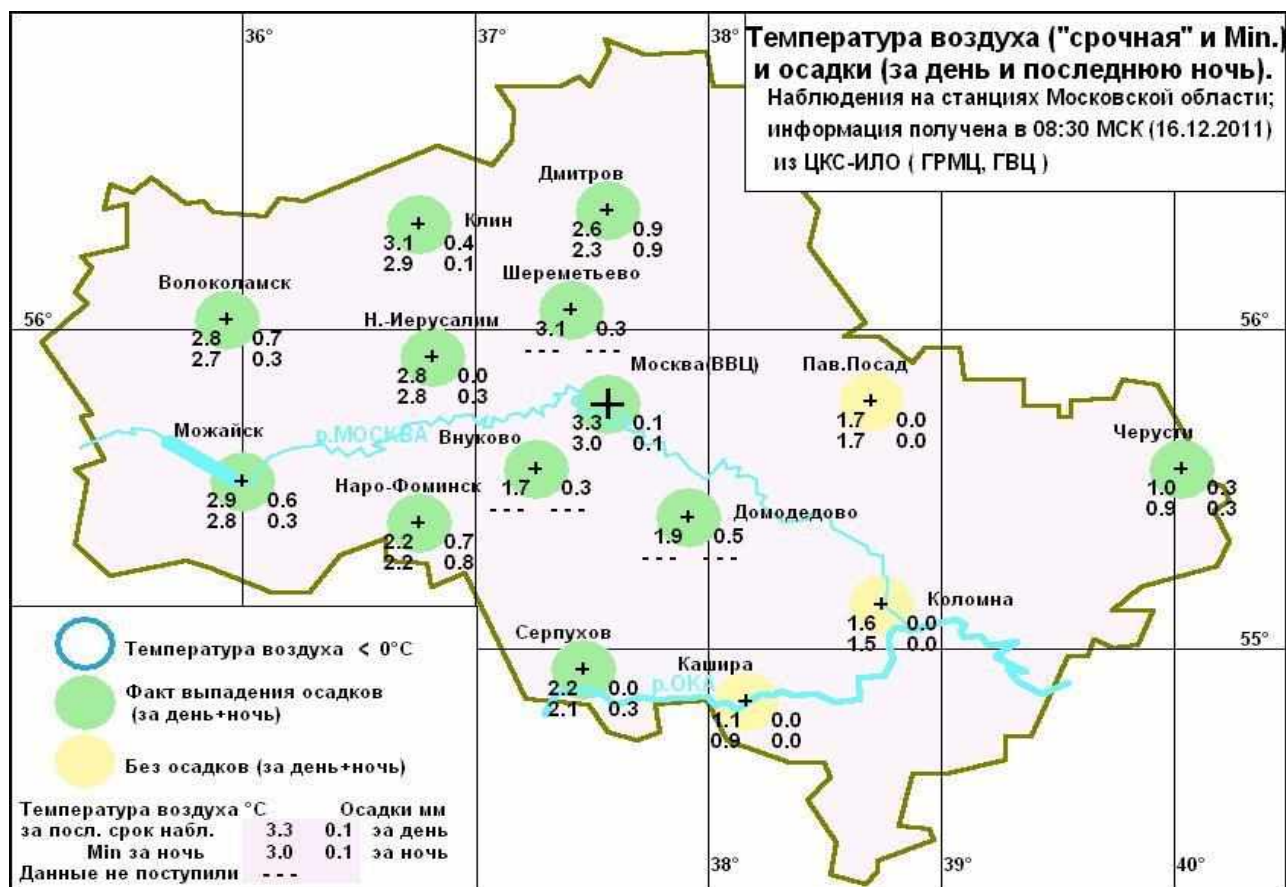 36°
37°
38°
Температура воздуха ("срочная" и Min.)
и осадки (за день и последнюю ночь).
Наблюдения на станциях Московской области;
информация получена в 08:30 МСК (16.12.2011)
из ЦКС-ИЛО ( ГРМЦ, ГВЦ )
Дмитров
2.6 0.9
2.3 0.9
Клин
3.1 0.4
2.9 0.1
Шереметьево
3.1 0.3
--- ---
Волоколамск
2.8 0.7
2.7 0.3
56°
56°
Н.-Иерусалим
2.8 0.0
2.8 0.3
Москва(ВВЦ)
3.3 0.1
3.0 0.1
Пав.Посад
1.7 0.0
1.7 0.0
р.МОСКВА
Можайск
2.9 0.6
2.8 0.3
Внуково
1.7 0.3
--- ---
Черусти
1.0 0.3
0.9 0.3
Наро-Фоминск
2.2 0.7
2.2 0.8
Домодедово
1.9 0.5
--- ---
Коломна
1.6 0.0
1.5 0.0
55°
Серпухов
2.2 0.0
2.1 0.3
р.ОКА
Кашира
1.1 0.0
0.9 0.0
Температура воздуха < 0°С
Факт выпадения осадков
(за день+ночь)
Без осадков (за день+ночь)
Температура воздуха °С Осадки мм
за посл. срок набл. 3.3 0.1 эа день
Min за ночь 3.0 0.1 эа ночь
Данные не поступили ---
38°
39°
40°